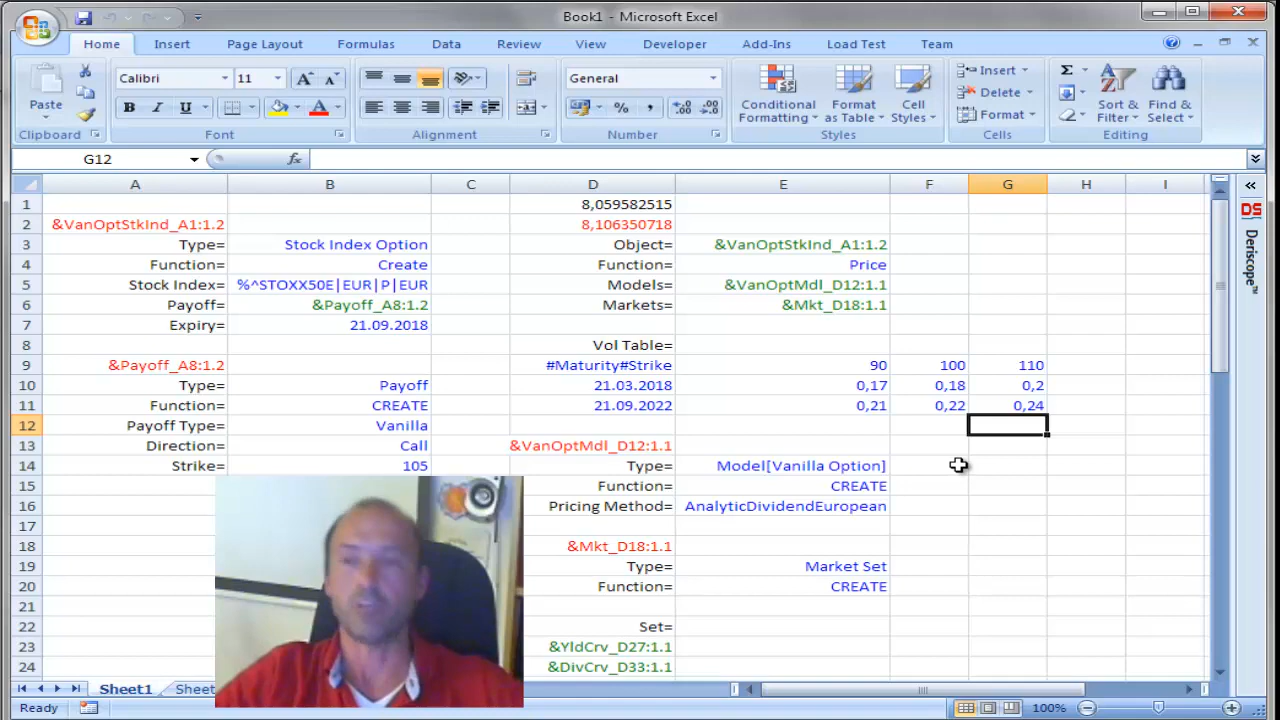 Book1 - Microsoft Excel
Home Insert Page Layout Formulas Data Review View Developer Add-Ins Load Test Team
Paste
Clipboard
Calibri 11
B I U
Font
Alignment
General
Number
Conditional Formatting
Format as Table
Cell Styles
Styles
Insert
Delete
Format
Cells
Sort & Filter
Find & Select
Editing
G12 fx
A B C D E F G H I
1 8,059582515
2 &VanOptStkInd_A1:1.2 8,106350718
3 Type= Stock Index Option Object= &VanOptStkInd_A1:1.2
4 Function= Create Function= Price
5 Stock Index= %^STOXX50E|EUR|P|EUR Models= &VanOptMdl_D12:1.1
6 Payoff= &Payoff_A8:1.2 Markets= &Mkt_D18:1.1
7 Expiry= 21.09.2018
8 Vol Table=
9 &Payoff_A8:1.2 #Maturity#Strike 90 100 110
10 Type= Payoff 21.03.2018 0,17 0,18 0,2
11 Function= CREATE 21.09.2022 0,21 0,22 0,24
12 Payoff Type= Vanilla
13 Direction= Call &VanOptMdl_D12:1.1
14 Strike= 105 Type= Model[Vanilla Option]
15 Function= CREATE
16 Pricing Method= AnalyticDividendEuropean
17
18 &Mkt_D18:1.1
19 Type= Market Set
20 Function= CREATE
21
22 Set=
23 &YldCrv_D27:1.1
24 &DivCrv_D33:1.1
DS Deriscope™
Sheet1 Sheet
Ready 100%